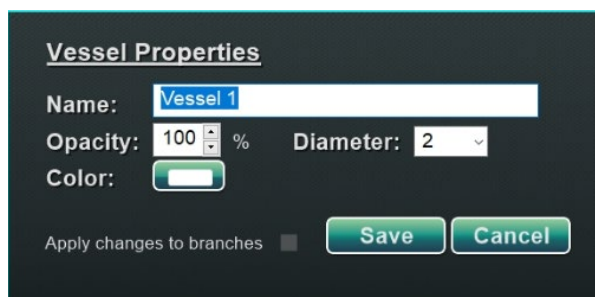 Vessel Properties
Name: Vessel 1
Opacity: 100 % Diameter: 2
Color:
Apply changes to branches Save Cancel